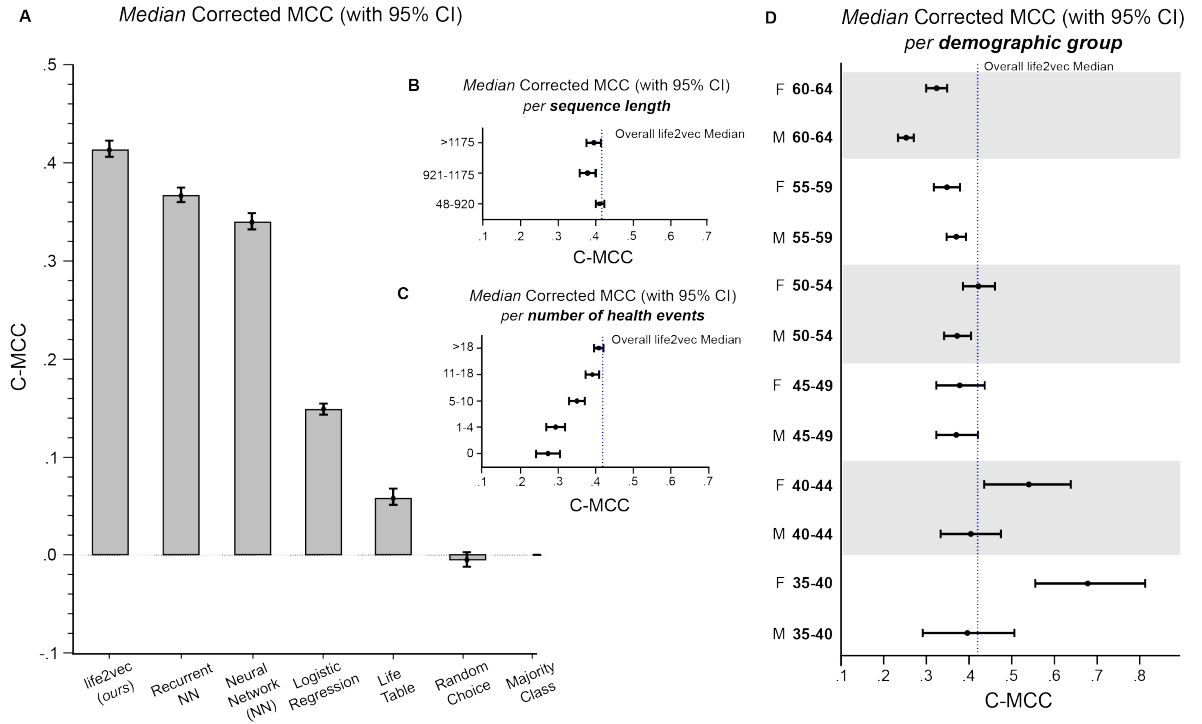 A
Median Corrected MCC (with 95% CI)
C-MCC
.5
.4
.3
.2
.1
.0
-.1
life2vec
(ours)
Recurrent
NN
Neural
Network
(NN)
Logistic
Regression
Life
Table
Random
Choice
Majority
Class
B
Median Corrected MCC (with 95% CI)
per sequence length
Overall life2vec Median
>1175
921-1175
48-920
.1 .2 .3 .4 .5 .6 .7
C-MCC
C
Median Corrected MCC (with 95% CI)
per number of health events
Overall life2vec Median
>18
11-18
5-10
1-4
0
.1 .2 .3 .4 .5 .6 .7
C-MCC
D
Median Corrected MCC (with 95% CI)
per demographic group
Overall life2vec Median
F 60-64
M 60-64
F 55-59
M 55-59
F 50-54
M 50-54
F 45-49
M 45-49
F 40-44
M 40-44
F 35-40
M 35-40
.1 .2 .3 .4 .5 .6 .7 .8
C-MCC